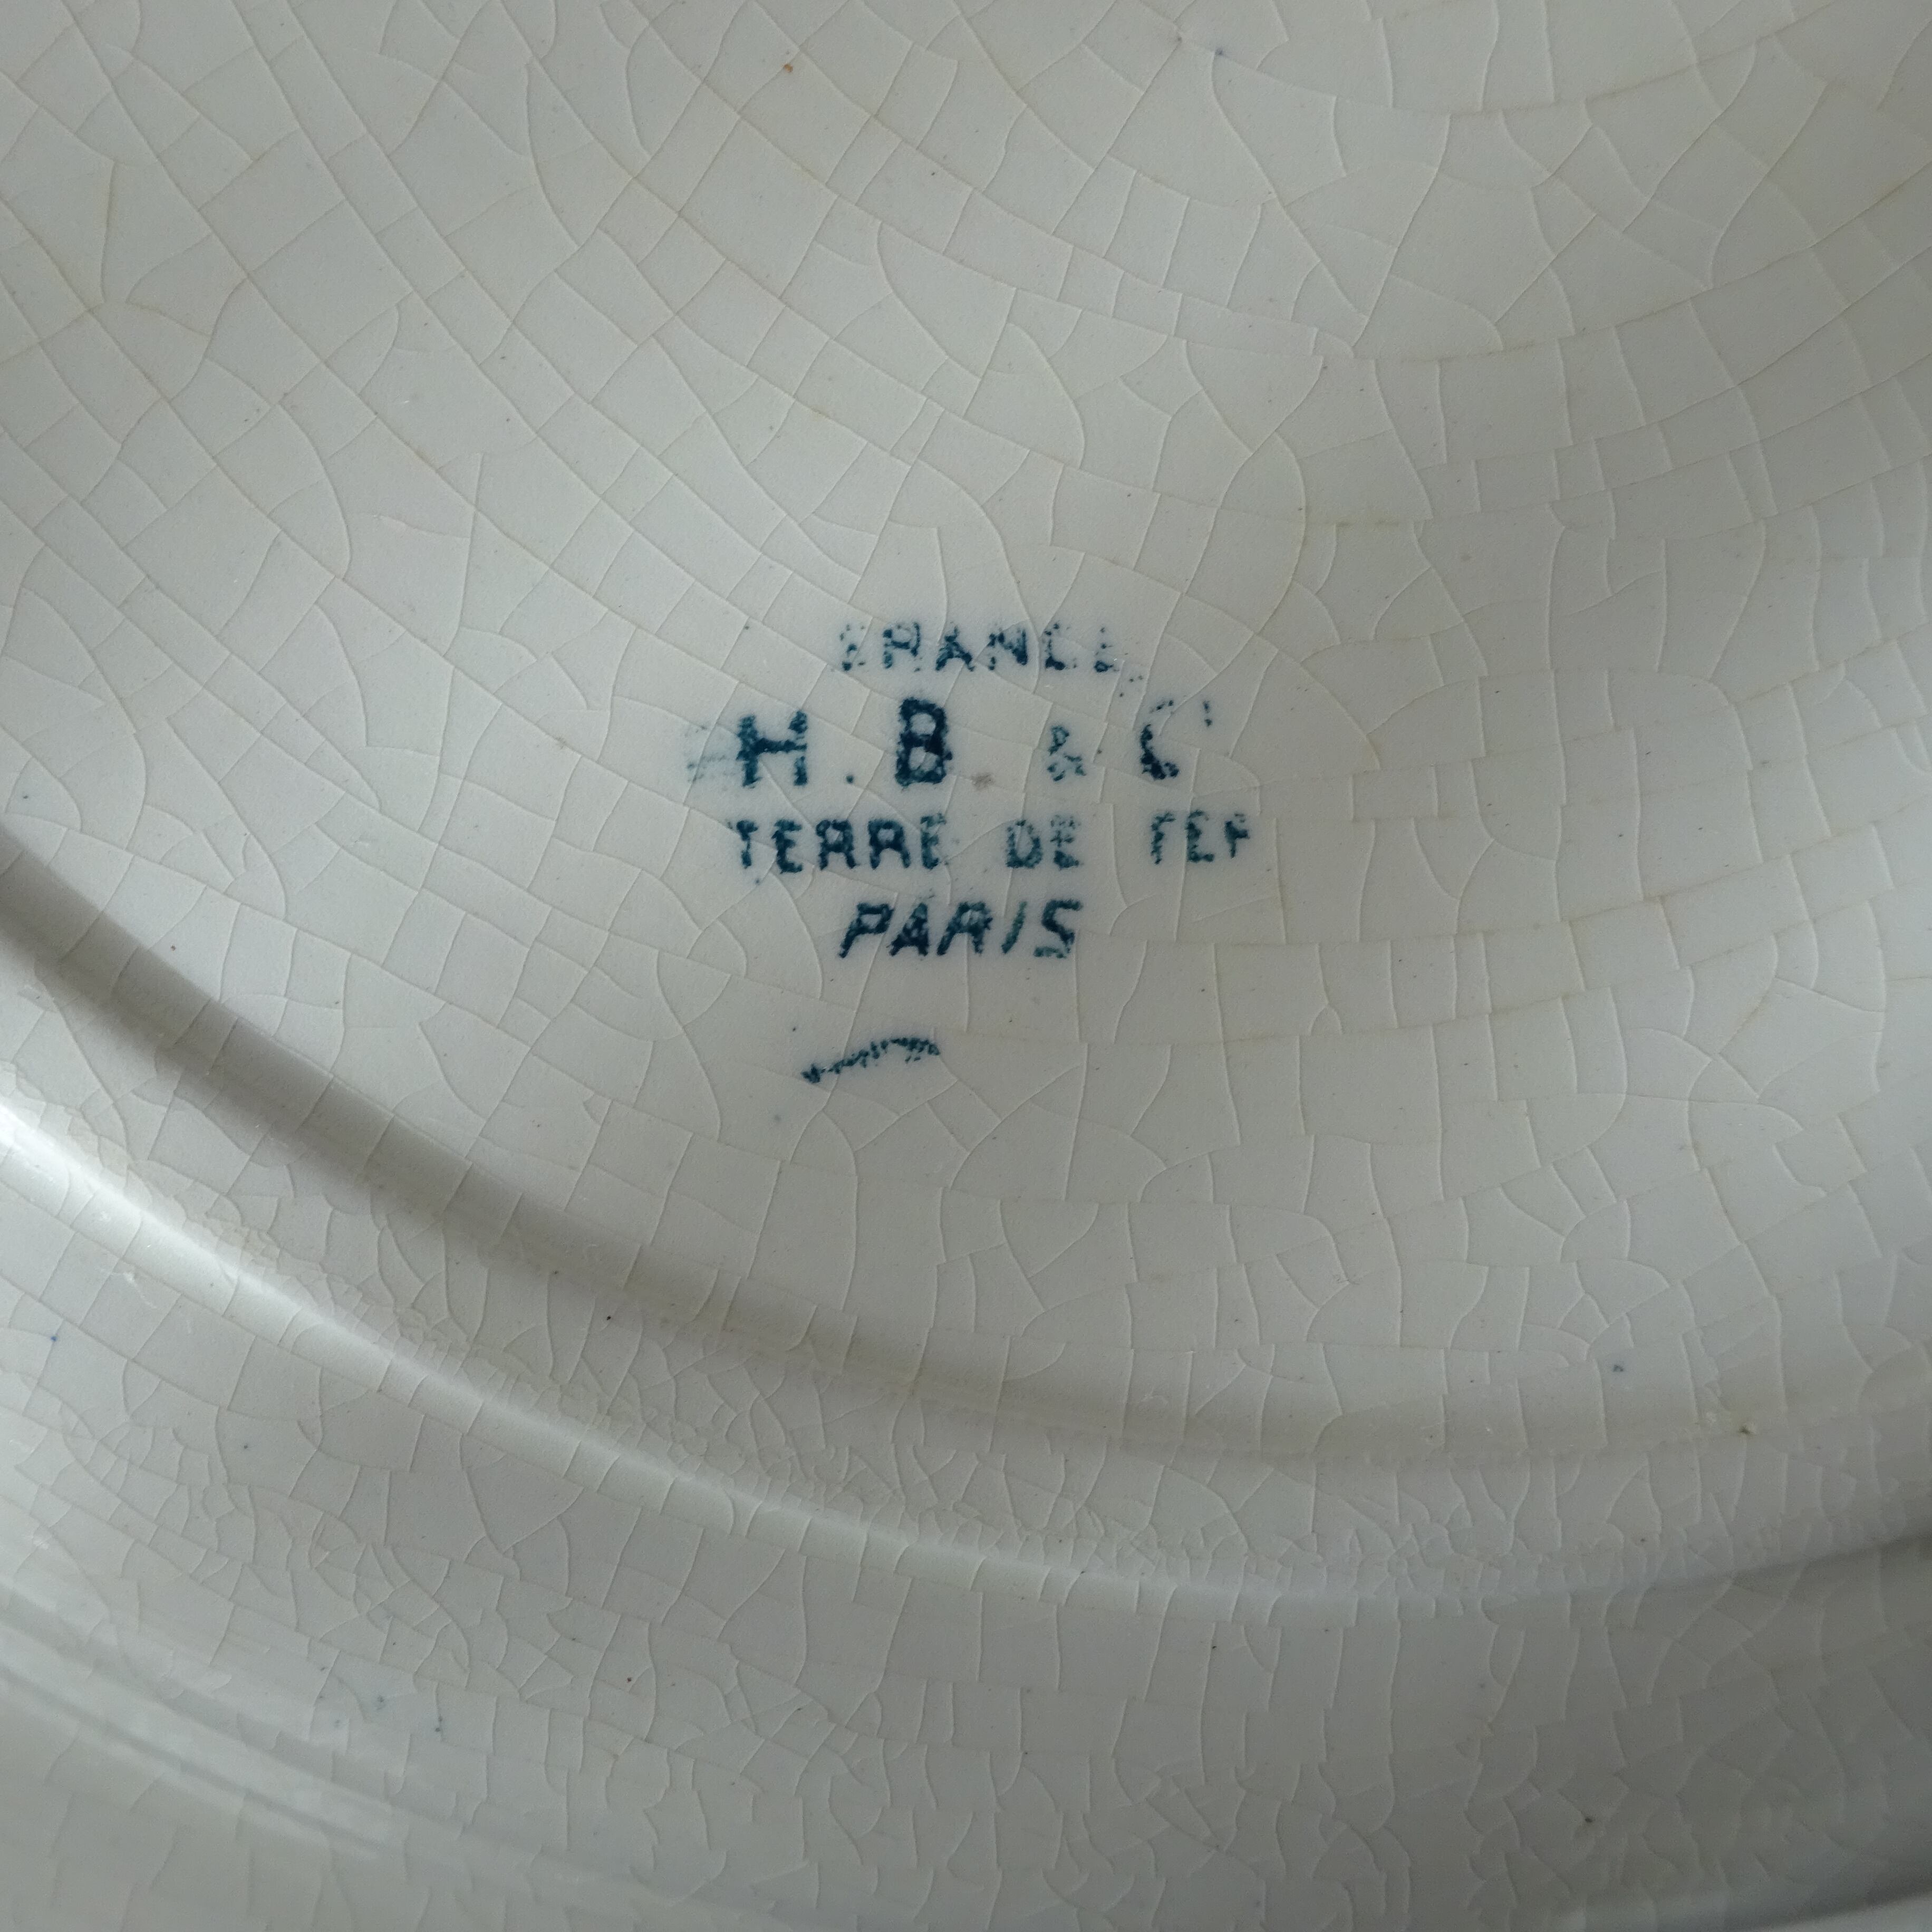 FRANCE
H. B. & C
TERRE DE FER
PARIS